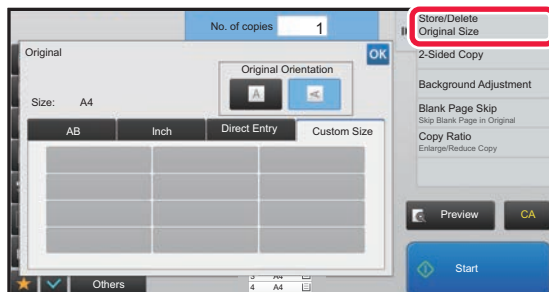 No. of copies 1
Original
OK
Original Orientation
A A
Size: A4
AB Inch Direct Entry Custom Size
Store/Delete
Original Size
2-Sided Copy
Background Adjustment
Blank Page Skip
Skip Blank Page in Original
Copy Ratio
Enlarge/Reduce Copy
Preview CA
Start
Others
3 A4
4 A4